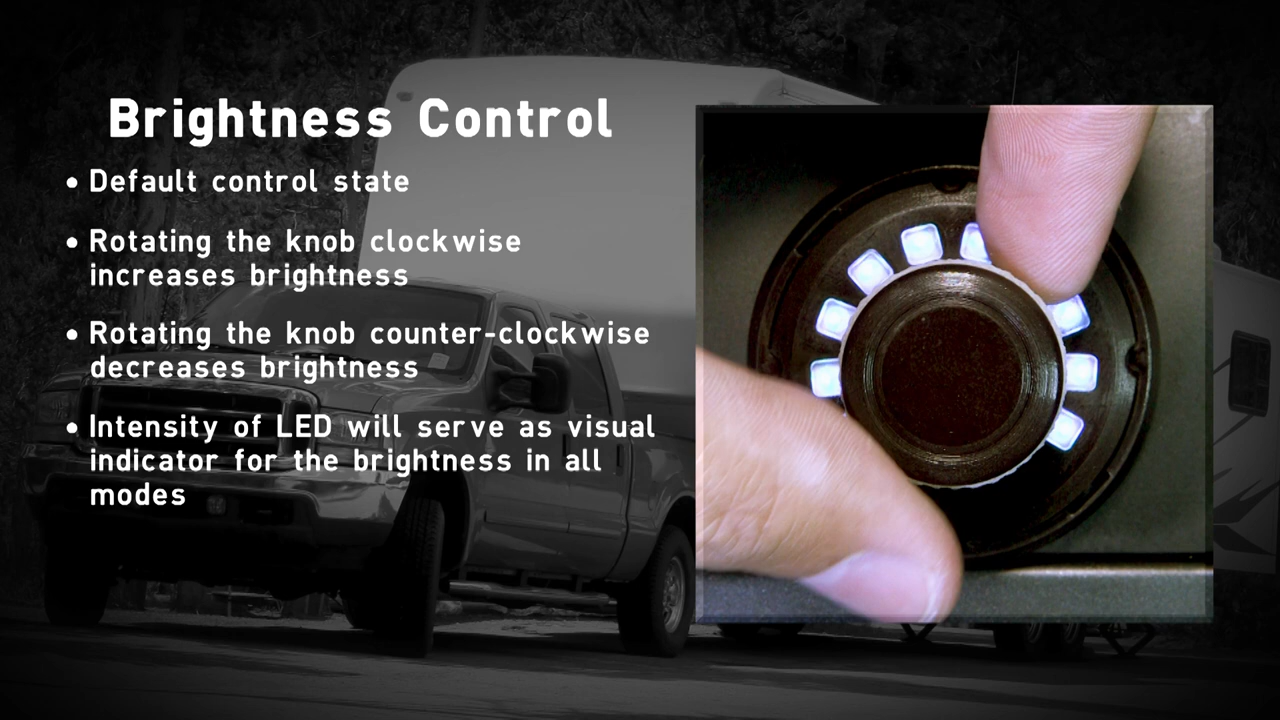 Brightness Control
• Default control state
• Rotating the knob clockwise
increases brightness
• Rotating the knob counter-clockwise
decreases brightness
• Intensity of LED will serve as visual
indicator for the brightness in all
modes